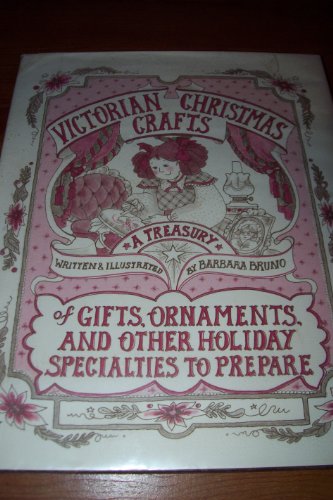 VICTORIAN CHRISTMAS
CRAFTS
A TREASURY
WRITTEN & ILLUSTRATED BY BARBARA BRUNO
of GIFTS, ORNAMENTS,
AND OTHER HOLIDAY
SPECIALTIES TO PREPARE